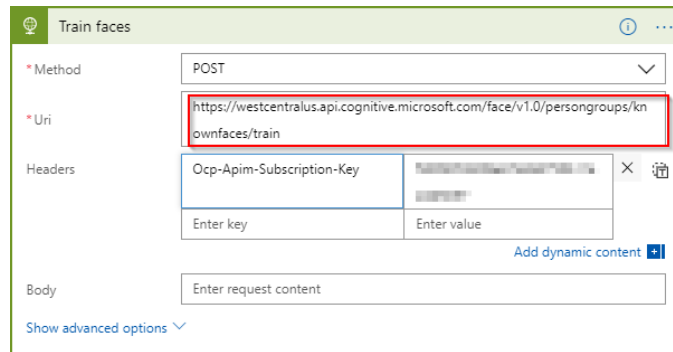 Train faces
* Method
POST
* Uri
https://westcentralus.api.cognitive.microsoft.com/face/v1.0/persongroups/kn
ownfaces/train
Headers
Ocp-Apim-Subscription-Key
Enter key
Enter value
Add dynamic content
Body
Enter request content
Show advanced options